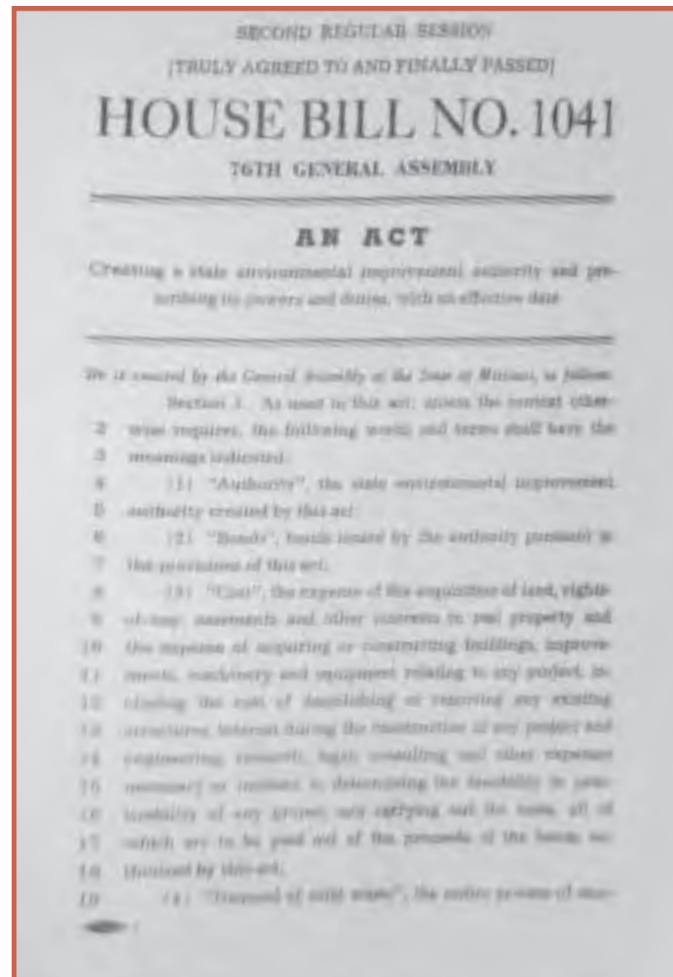 SECOND REGULAR SESSION
[TRULY AGREED TO AND FINALLY PASSED]
HOUSE BILL NO. 1041
76TH GENERAL ASSEMBLY
AN ACT
Creating a state environmental improvement authority and pre-
scribing its powers and duties, with an effective date.
Be it enacted by the General Assembly of the State of Missouri, as follows:
Section 1. As used in this act, unless the context other-
2 wise requires, the following words and terms shall have the
3 meanings indicated:
4 (1) "Authority", the state environmental improvement
5 authority created by this act;
6 (2) "Bonds", bonds issued by the authority pursuant to
7 the provisions of this act;
8 (3) "Cost", the expense of the acquisition of land, rights-
9 of-way, easements and other interests in real property and
10 the expense of acquiring or constructing buildings, improve-
11 ments, machinery and equipment relating to any project, in-
12 cluding the cost of demolishing or removing any existing
13 structures, interest during the construction of any project and
14 engineering, research, legal, consulting and other expenses
15 necessary or incident to determining the feasibility or prac-
16 ticability of any project and carrying out the same, all of
17 which are to be paid out of the proceeds of the bonds au-
18 thorized by this act;
19 (4) "Disposal of solid waste", the entire process of